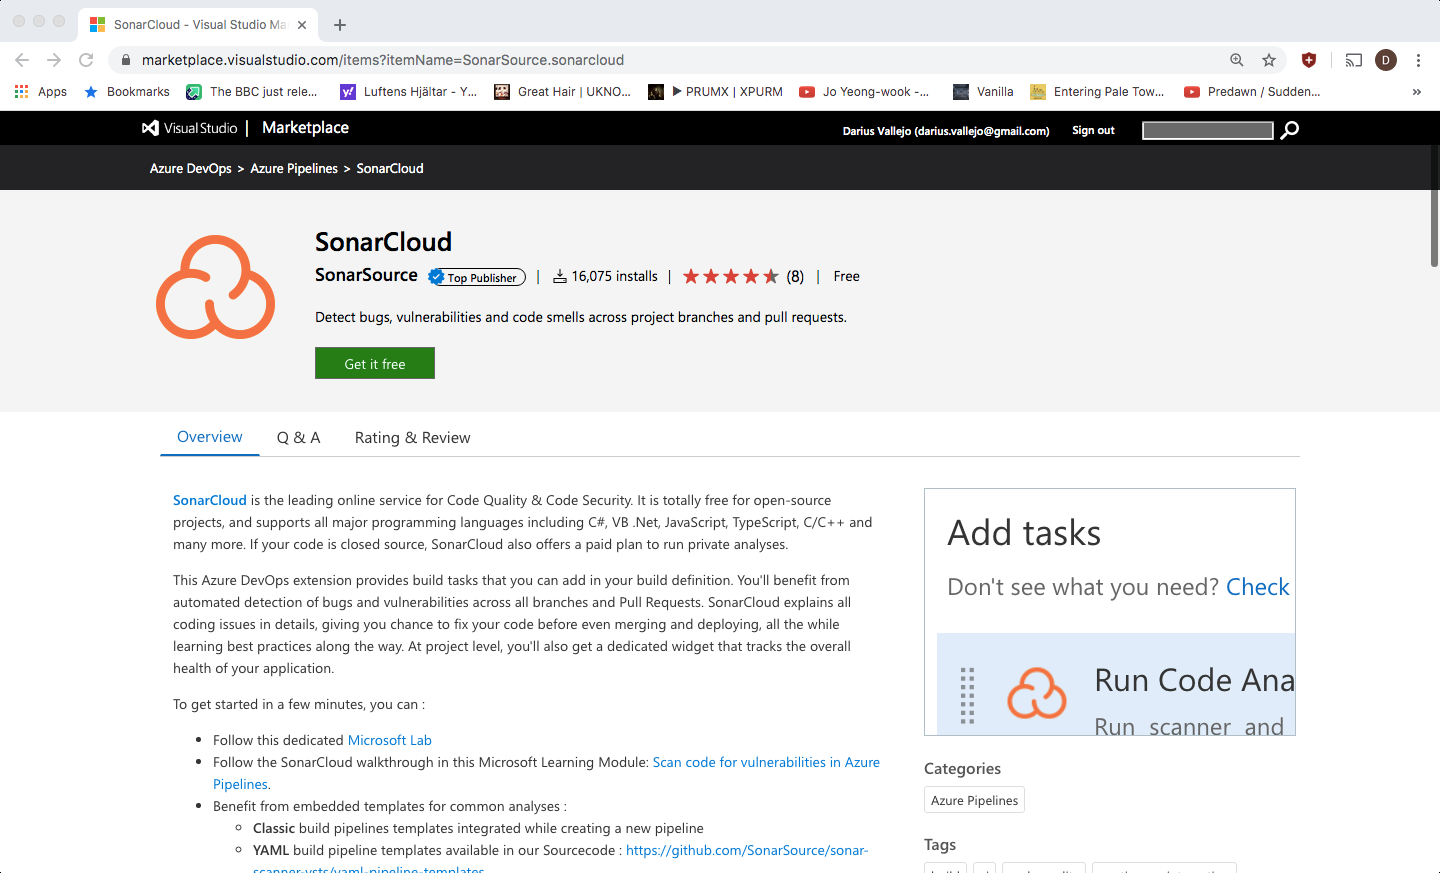 SonarCloud - Visual Studio Ma
marketplace.visualstudio.com/items?itemName=SonarSource.sonarcloud
D
Apps
Bookmarks
The BBC just rele...
Luftens Hjältar - Y...
Great Hair | UKNO...
▶ PRUMX | XPURM
Jo Yeong-wook -...
Vanilla
Entering Pale Tow...
Predawn / Sudden...
»
Visual Studio | Marketplace
Darius Vallejo (darius.vallejo@gmail.com)
Sign out
Azure DevOps > Azure Pipelines > SonarCloud
SonarCloud
SonarSource Top Publisher | 16,075 installs | (8) | Free
Detect bugs, vulnerabilities and code smells across project branches and pull requests.
Get it free
Overview
Q & A
Rating & Review
SonarCloud is the leading online service for Code Quality & Code Security. It is totally free for open-source
projects, and supports all major programming languages including C#, VB .Net, JavaScript, TypeScript, C/C++ and
many more. If your code is closed source, SonarCloud also offers a paid plan to run private analyses.
This Azure DevOps extension provides build tasks that you can add in your build definition. You'll benefit from
automated detection of bugs and vulnerabilities across all branches and Pull Requests. SonarCloud explains all
coding issues in details, giving you chance to fix your code before even merging and deploying, all the while
learning best practices along the way. At project level, you'll also get a dedicated widget that tracks the overall
health of your application.
To get started in a few minutes, you can :
• Follow this dedicated Microsoft Lab
• Follow the SonarCloud walkthrough in this Microsoft Learning Module: Scan code for vulnerabilities in Azure
Pipelines.
• Benefit from embedded templates for common analyses :
◦ Classic build pipelines templates integrated while creating a new pipeline
◦ YAML build pipeline templates available in our Sourcecode : https://github.com/SonarSource/sonar-
scanner-vsts/yaml-pipeline-templates
Add tasks
Don't see what you need? Check
Run Code Ana
Run scanner and
Categories
Azure Pipelines
Tags